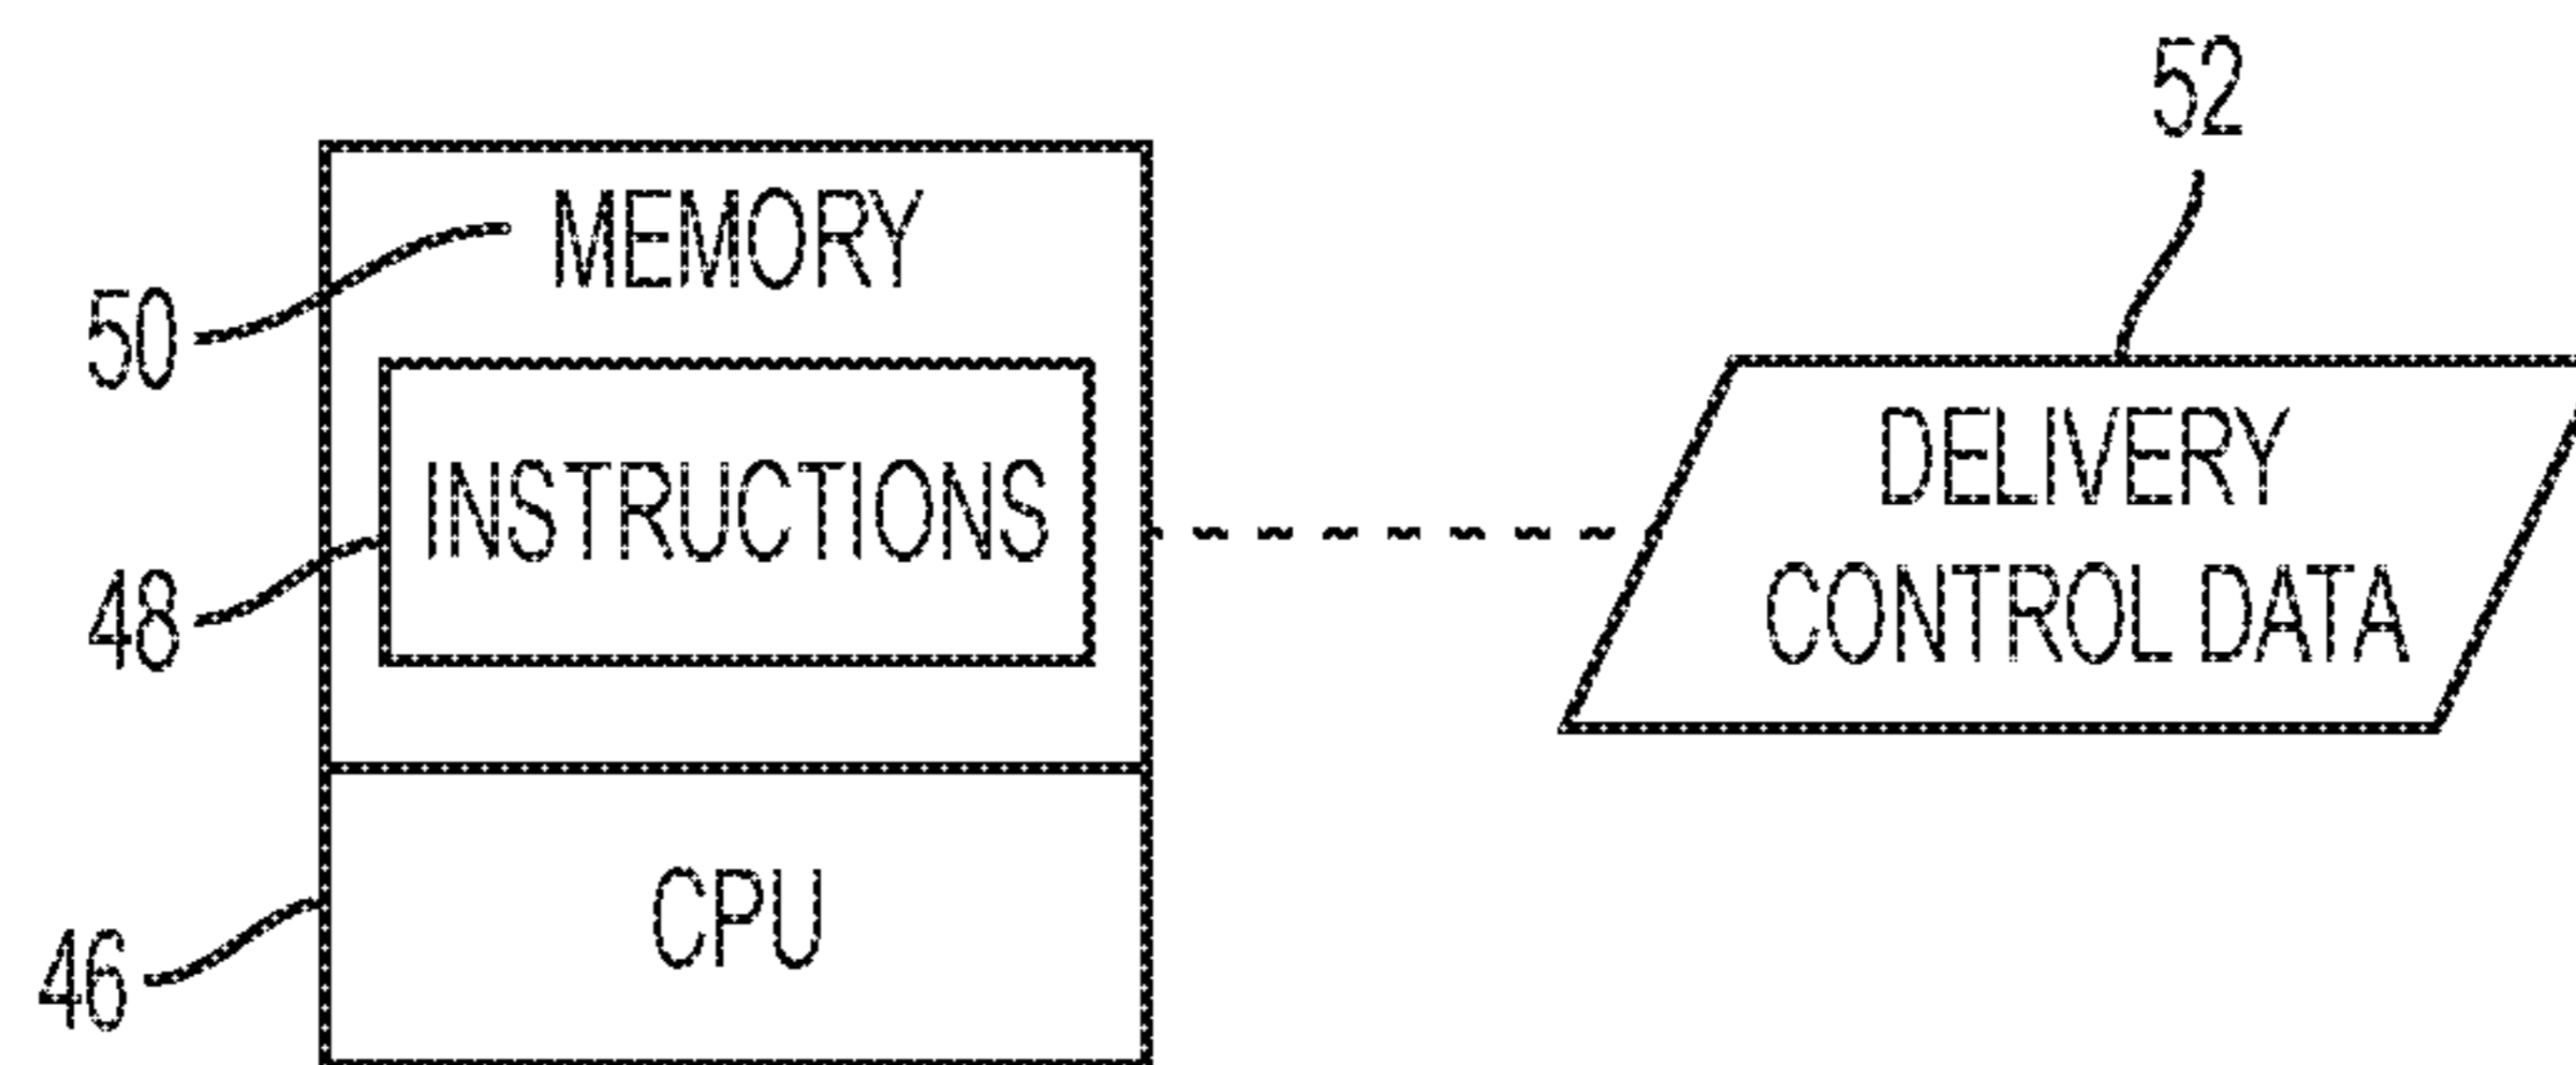 52
MEMORY
50
DELIVERY
INSTRUCTIONS
CONTROL DATA
48
CPU
46